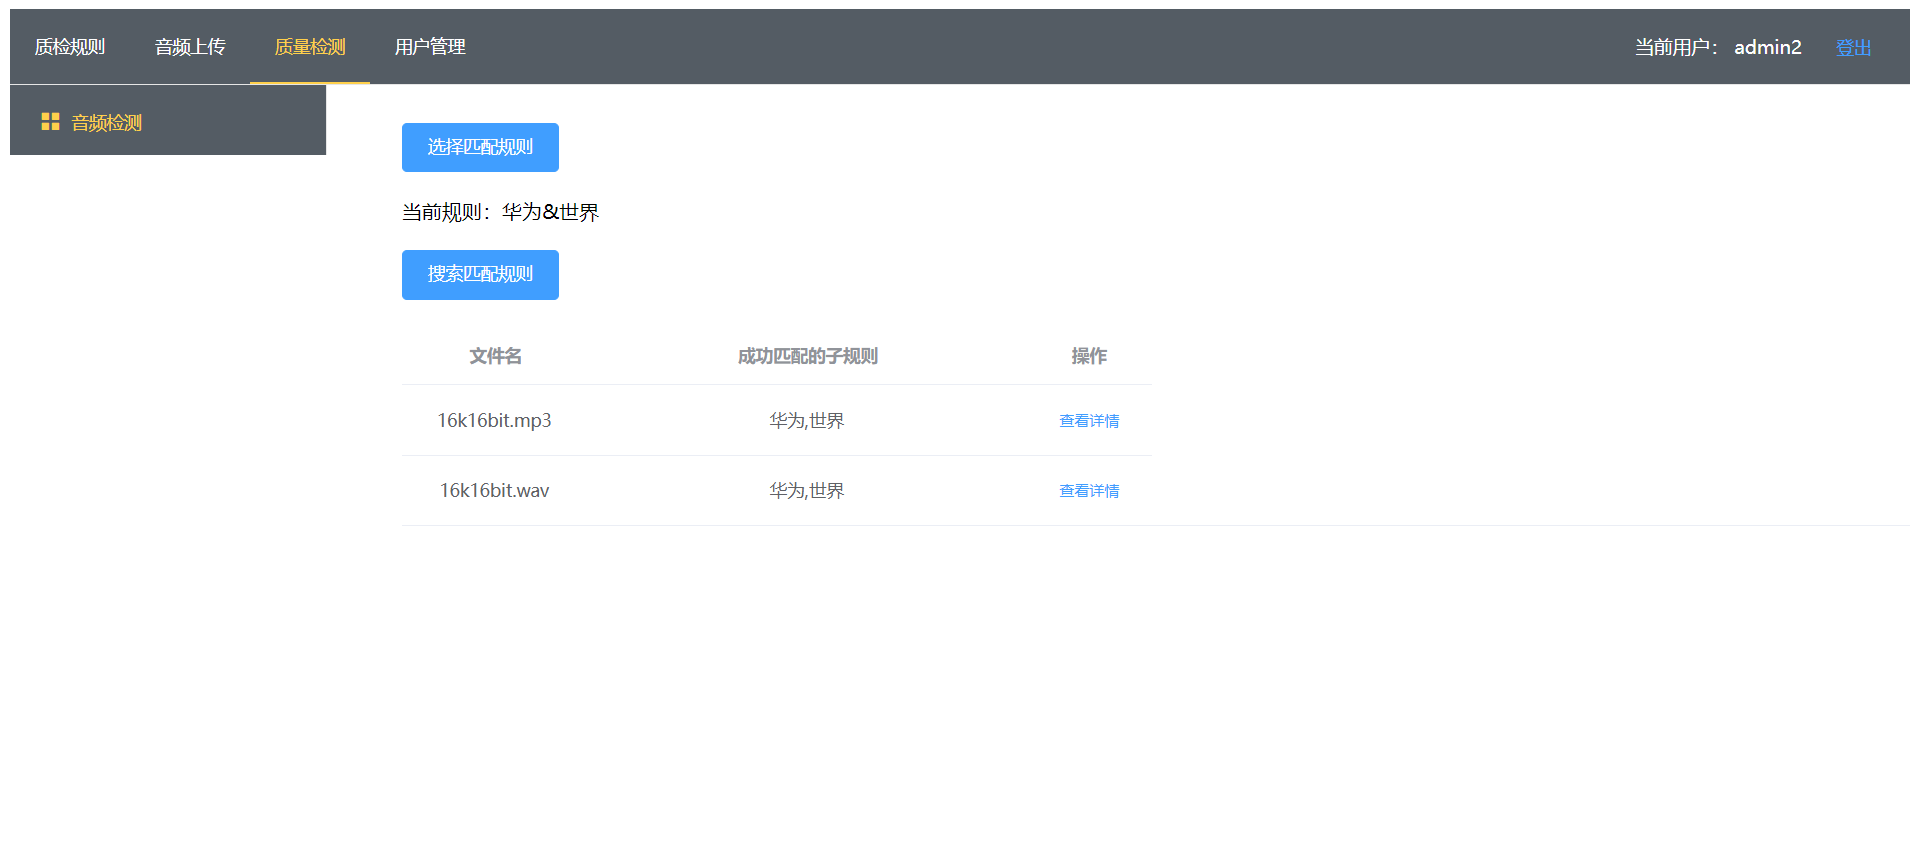 质检规则 音频上传 质量检测 用户管理 当前用户： admin2 登出
音频检测
选择匹配规则
当前规则：华为&世界
搜索匹配规则
文件名 成功匹配的子规则 操作
16k16bit.mp3 华为,世界 查看详情
16k16bit.wav 华为,世界 查看详情